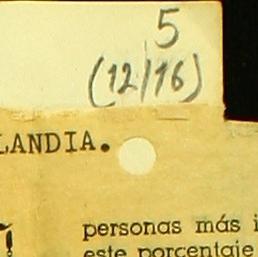 5
(12/16)
LANDIA.
personas más i
este porcentaje